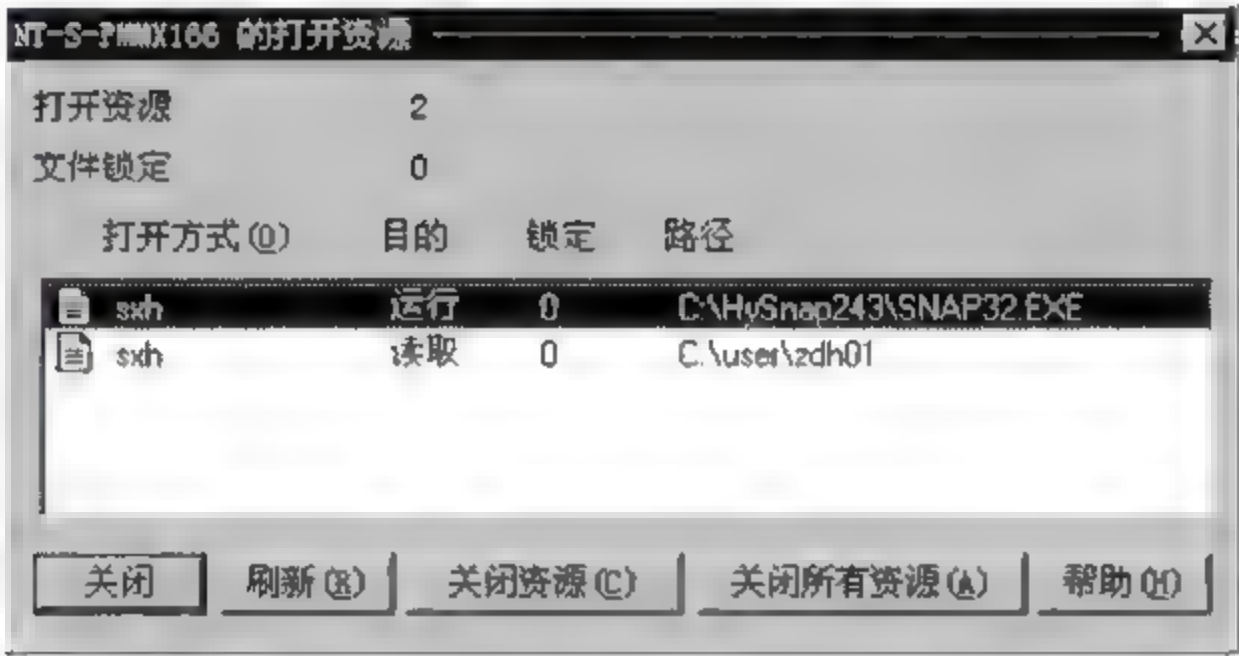 NT-S-PMMX166 的打开资源
打开资源 2
文件锁定 0
打开方式(O) 目的 锁定 路径
sxh 运行 0 C:\HySnap243\SNAP32.EXE
sxh 读取 0 C:\user\zdh01
关闭 刷新(R) 关闭资源(C) 关闭所有资源(A) 帮助(H)